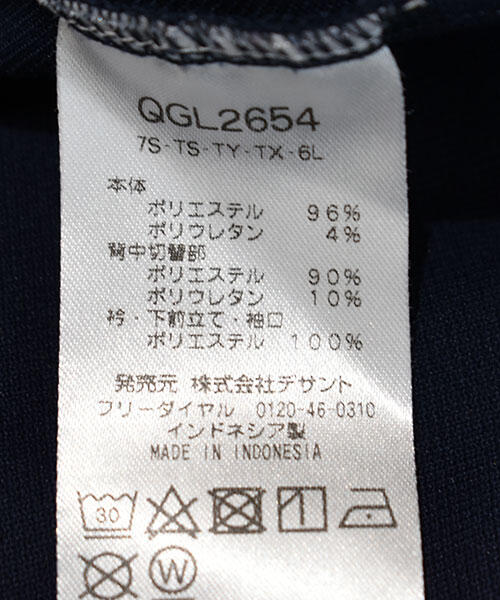 QGL2654
7S-TS-TY-TX-6L
本体
ポリエステル 96%
ポリウレタン 4%
背中切替部
ポリエステル 90%
ポリウレタン 10%
衿・下前立て・袖口
ポリエステル 100%
発売元 株式会社デサント
フリーダイヤル 0120-46-0310
インドネシア製
MADE IN INDONESIA
30
W